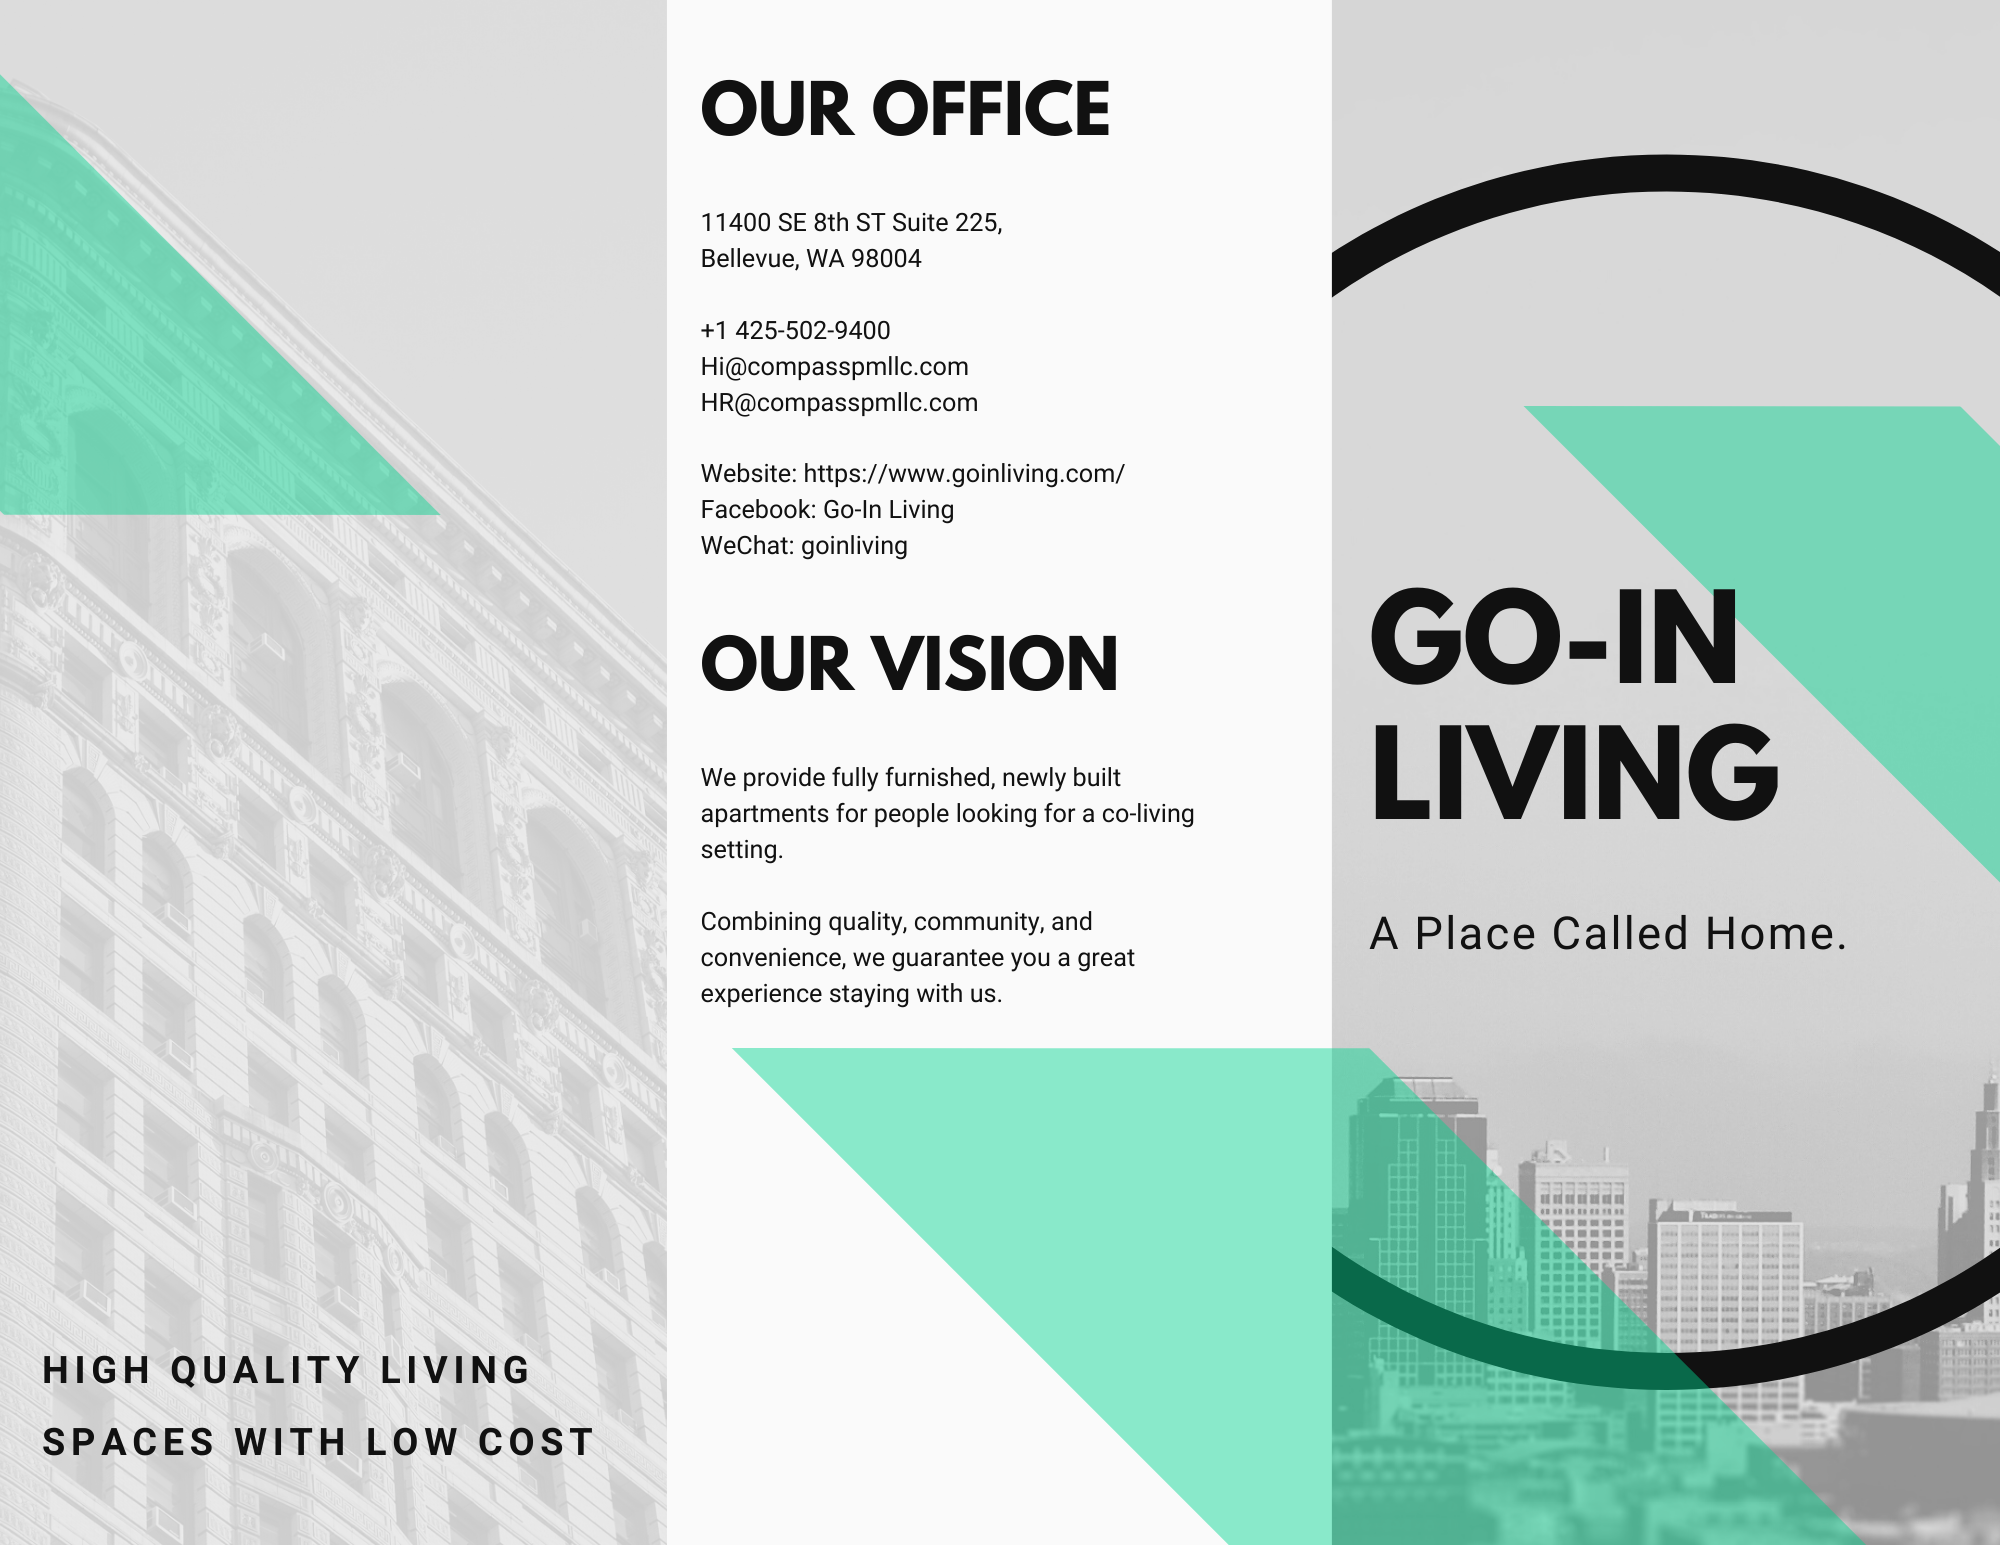 HIGH QUALITY LIVING
SPACES WITH LOW COST
OUR OFFICE
11400 SE 8th ST Suite 225,
Bellevue, WA 98004
+1 425-502-9400
Hi@compasspmllc.com
HR@compasspmllc.com
Website: https://www.goinliving.com/
Facebook: Go-In Living
WeChat: goinliving
OUR VISION
We provide fully furnished, newly built
apartments for people looking for a co-living
setting.
Combining quality, community, and
convenience, we guarantee you a great
experience staying with us.
GO-IN
LIVING
A Place Called Home.